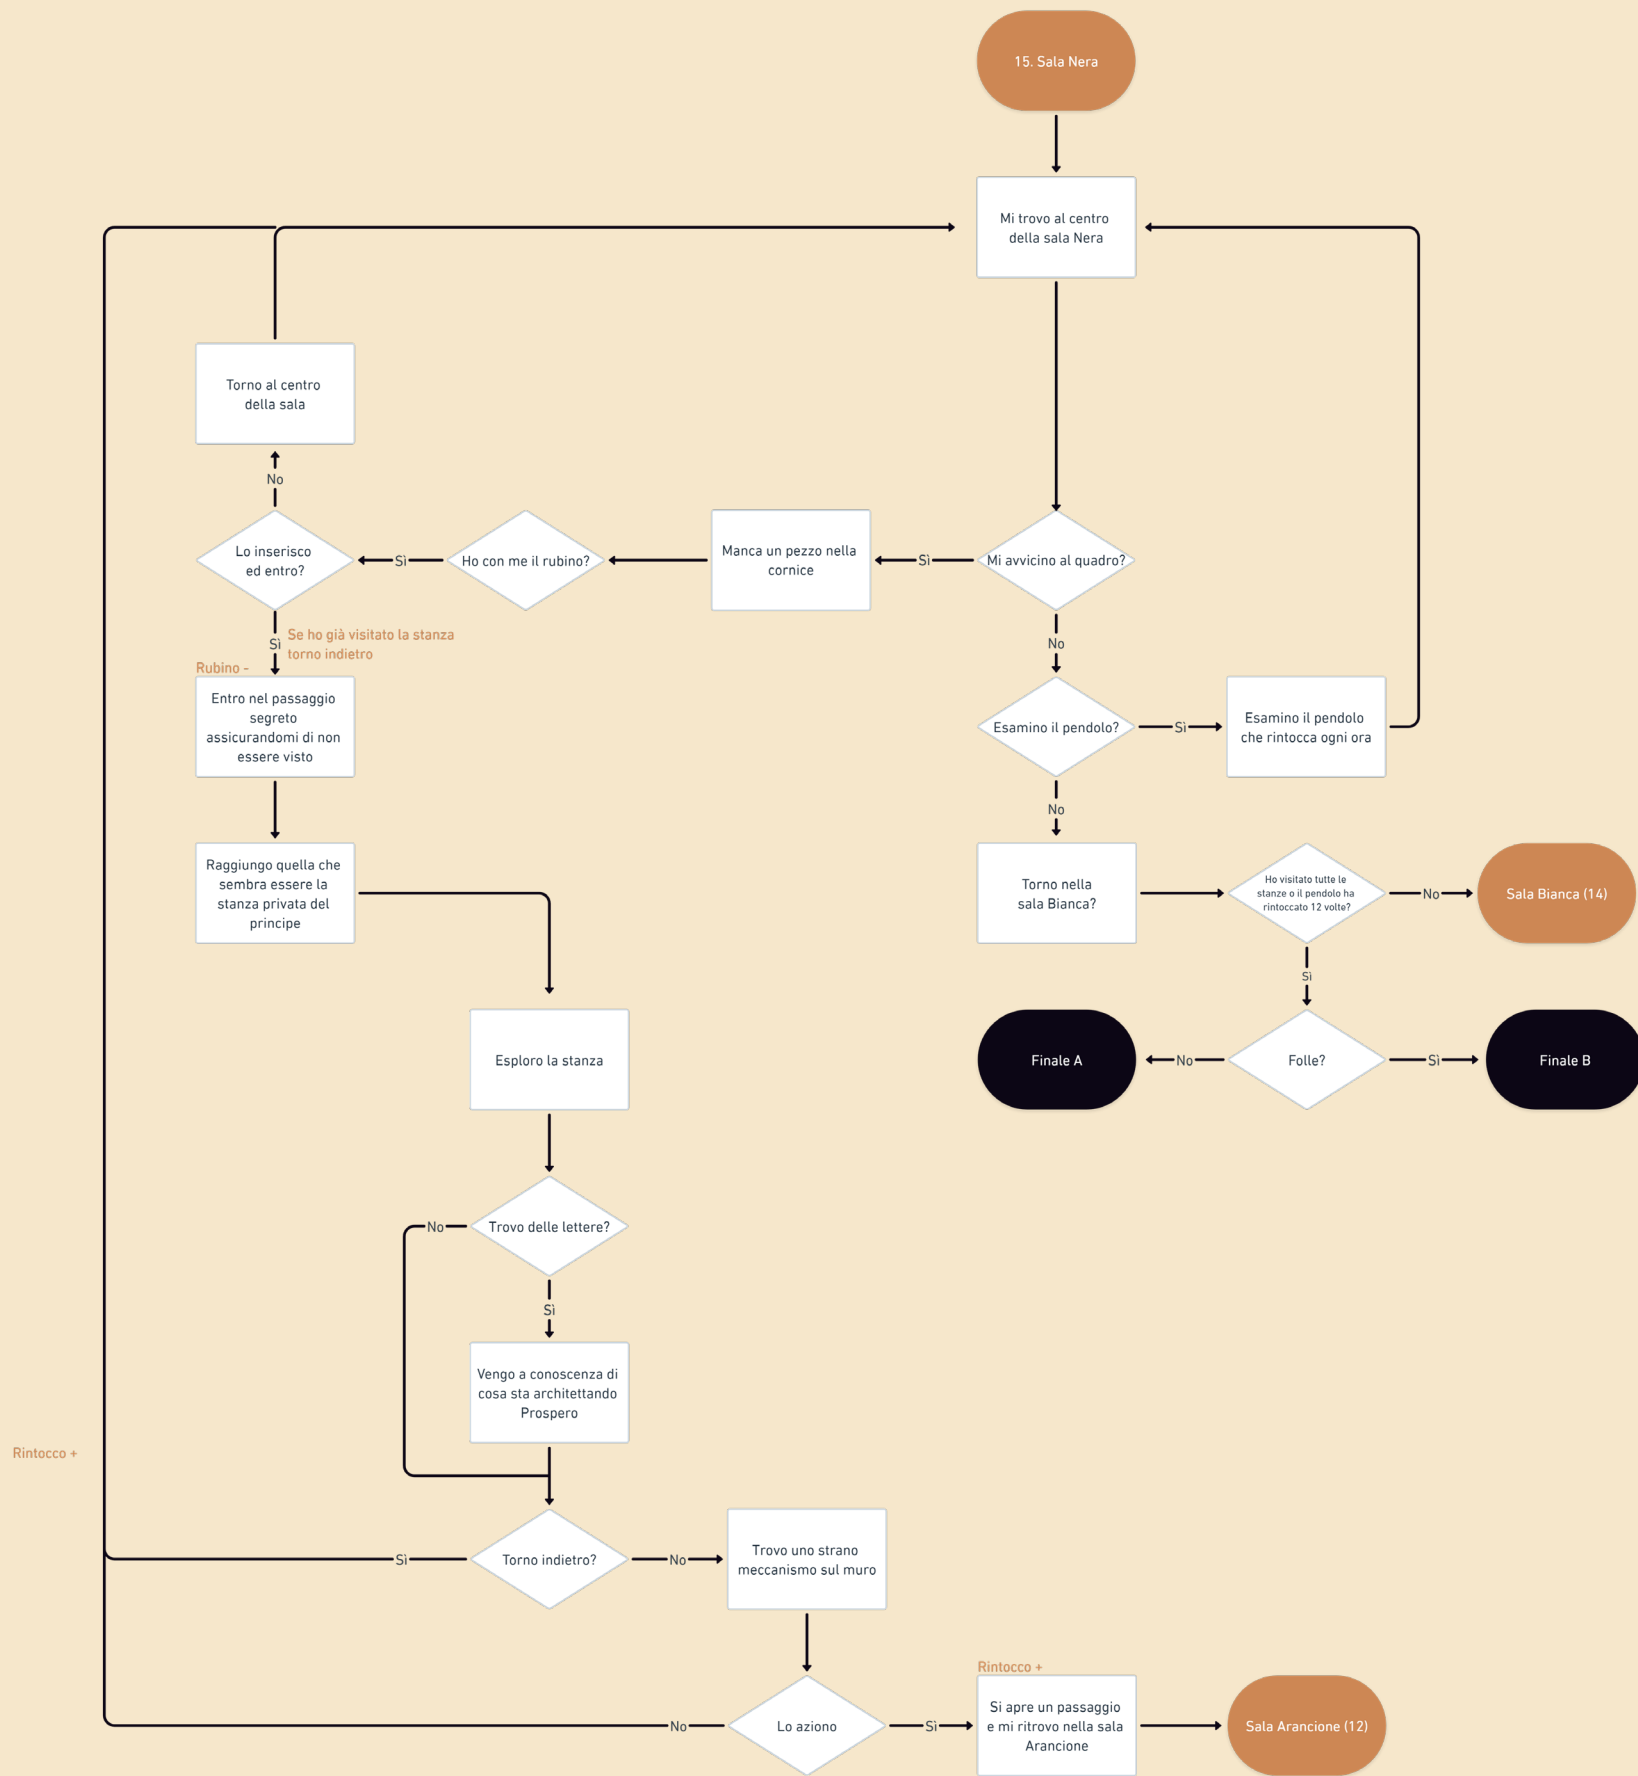 15. Sala Nera
Mi trovo al centro
della sala Nera
Torno al centro
della sala
No
Lo inserisco
ed entro?
Sì
Ho con me il rubino?
Manca un pezzo nella
cornice
Sì
Mi avvicino al quadro?
Sì
Se ho già visitato la stanza
torno indietro
No
Rubino -
Entro nel passaggio
segreto
assicurandomi di non
essere visto
Esamino il pendolo?
Sì
Esamino il pendolo
che rintocca ogni ora
No
Raggiungo quella che
sembra essere la
stanza privata del
principe
Torno nella
sala Bianca?
Ho visitato tutte le
stanze o il pendolo ha
rintoccato 12 volte?
No
Sala Bianca (14)
Sì
Esploro la stanza
Finale A
No
Folle?
Sì
Finale B
No
Trovo delle lettere?
Sì
Vengo a conoscenza di
cosa sta architettando
Prospero
Rintocco +
Sì
Torno indietro?
No
Trovo uno strano
meccanismo sul muro
Rintocco +
No
Lo aziono
Sì
Si apre un passaggio
e mi ritrovo nella sala
Arancione
Sala Arancione (12)